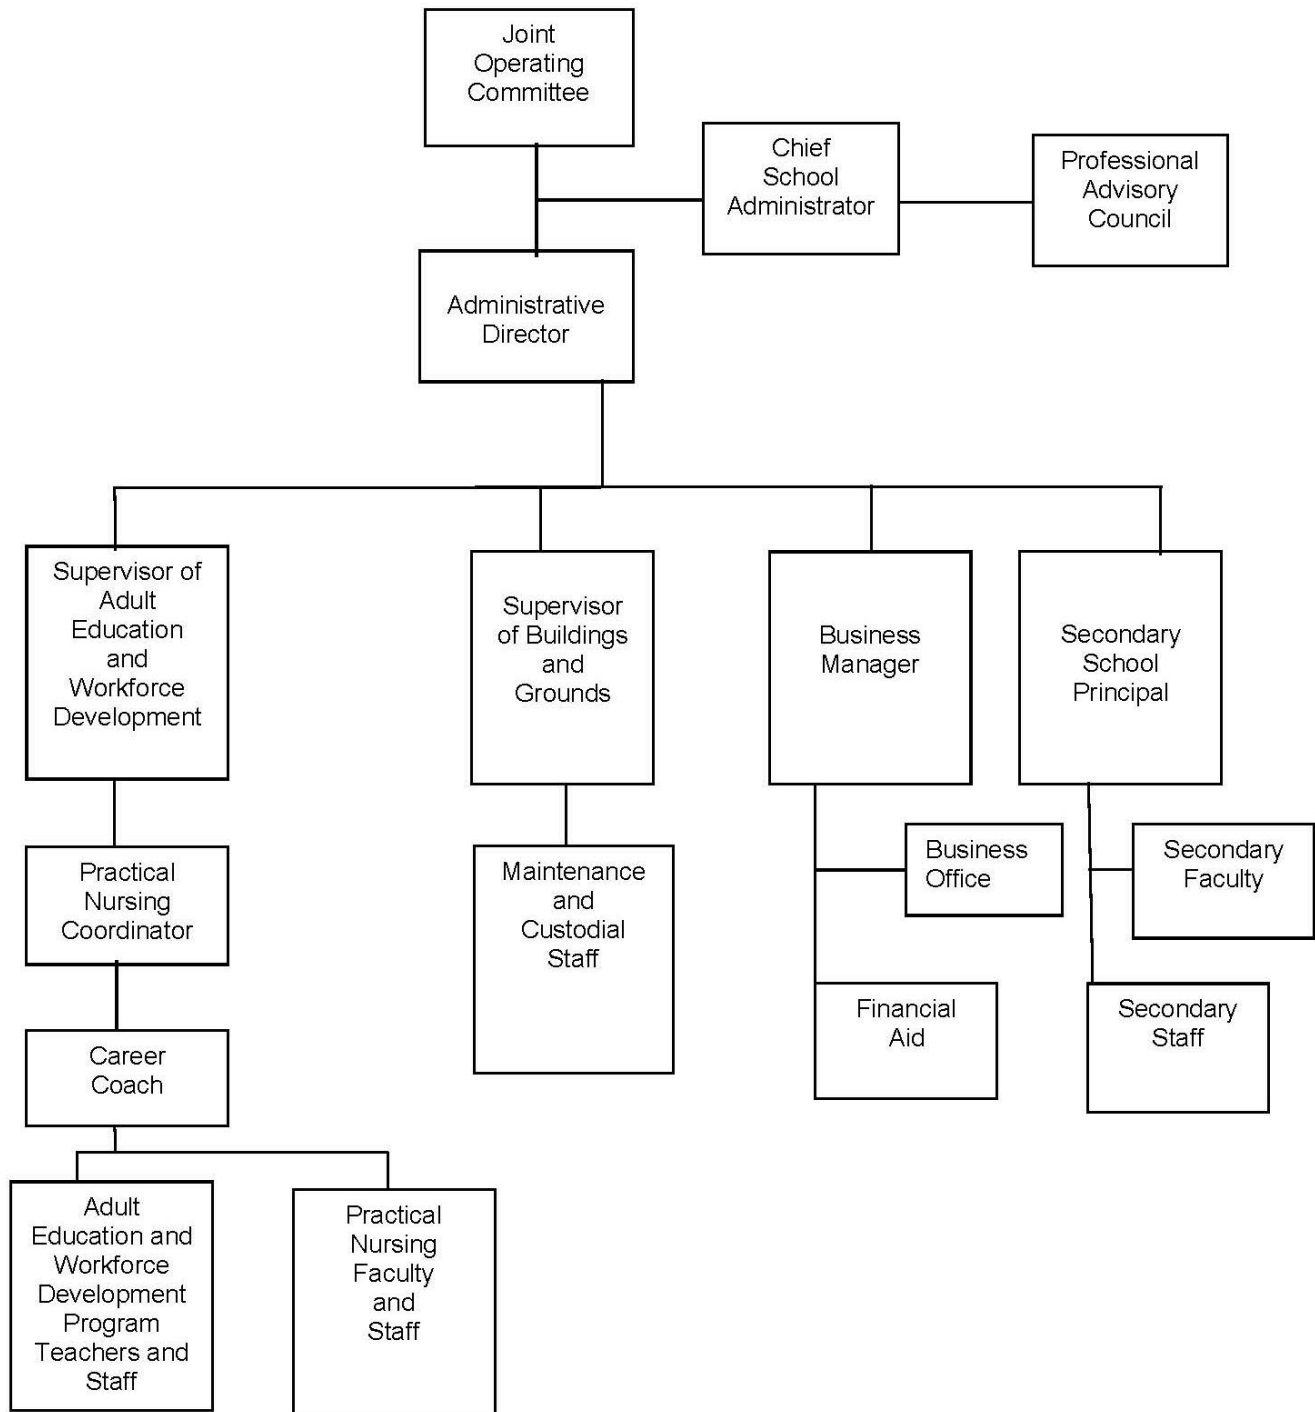 Joint
Operating
Committee
Chief
School
Administrator
Professional
Advisory
Council
Administrative
Director
Supervisor of
Adult
Education
and
Workforce
Development
Supervisor
of Buildings
and
Grounds
Business
Manager
Secondary
School
Principal
Practical
Nursing
Coordinator
Maintenance
and
Custodial
Staff
Business
Office
Secondary
Faculty
Financial
Aid
Secondary
Staff
Career
Coach
Adult
Education and
Workforce
Development
Program
Teachers and
Staff
Practical
Nursing
Faculty
and
Staff